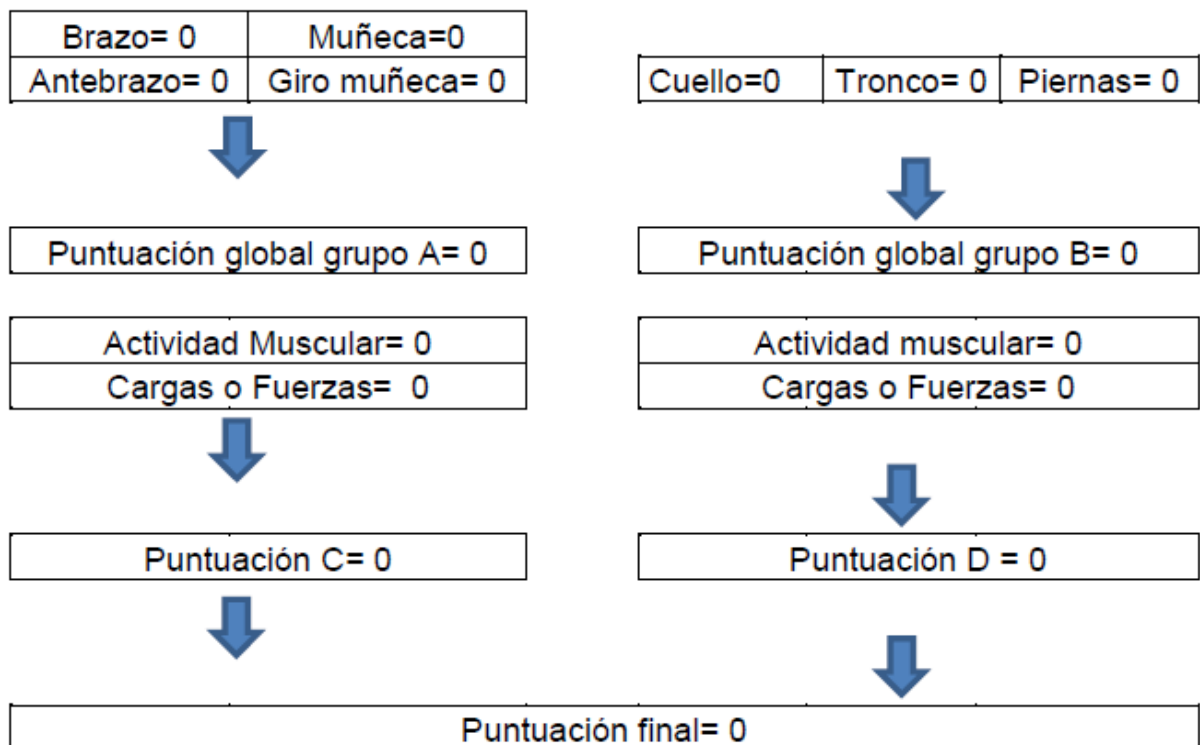 Brazo= 0 Muñeca=0
Antebrazo= 0 Giro muñeca= 0
Cuello=0 Tronco= 0 Piernas= 0
Puntuación global grupo A= 0
Puntuación global grupo B= 0
Actividad Muscular= 0
Cargas o Fuerzas= 0
Actividad muscular= 0
Cargas o Fuerzas= 0
Puntuación C= 0
Puntuación D = 0
Puntuación final= 0